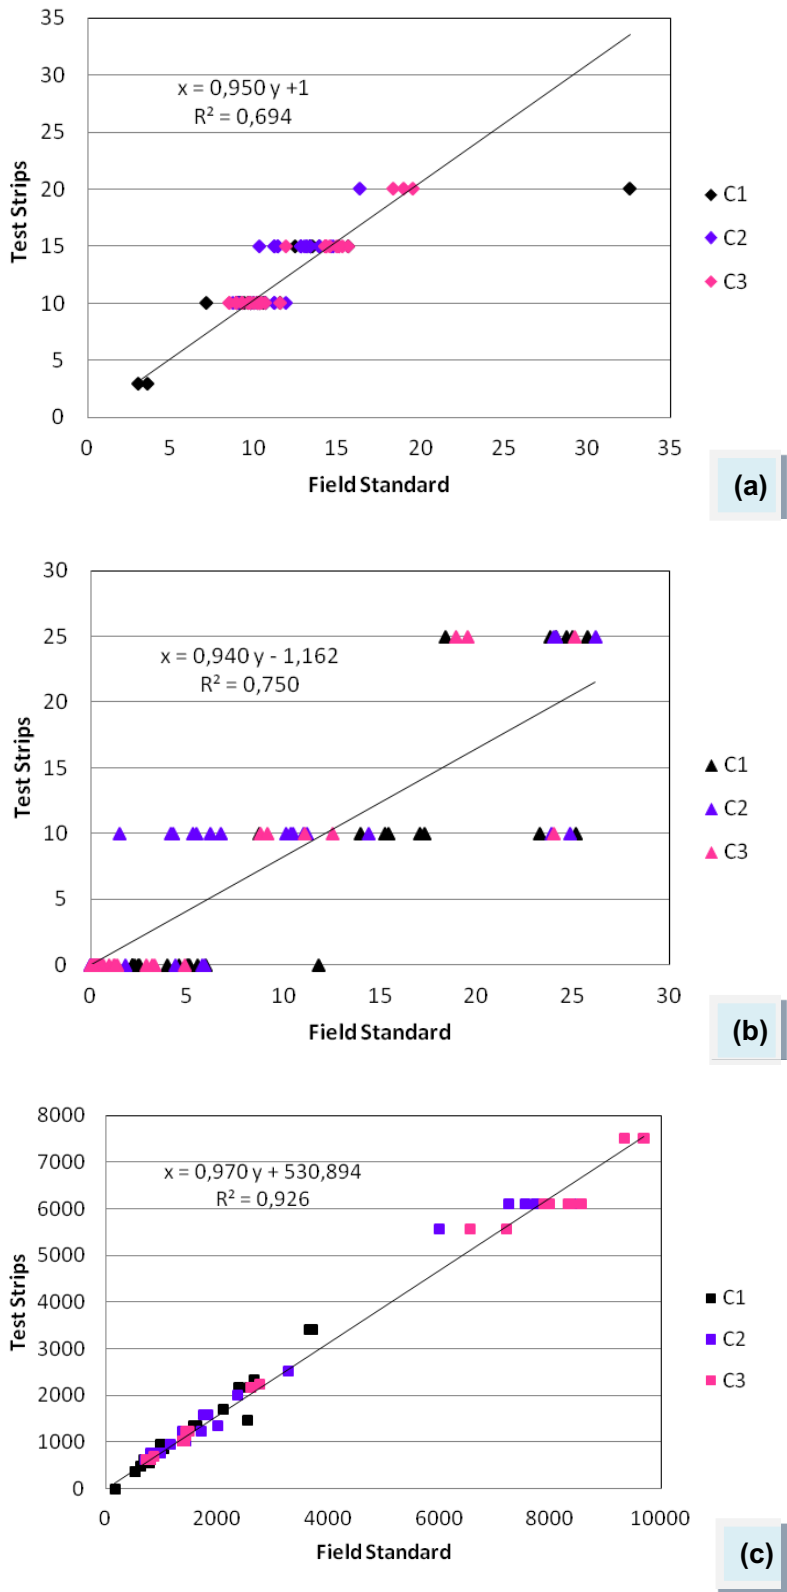 35
30
25
20
15
10
5
0
Test Strips
x = 0,950 y +1
R² = 0,694
C1
C2
C3
0 5 10 15 20 25 30 35
Field Standard
(a)
30
25
20
15
10
5
0
Test Strips
x = 0,940 y - 1,162
R² = 0,750
C1
C2
C3
0 5 10 15 20 25 30
Field Standard
(b)
8000
7000
6000
5000
4000
3000
2000
1000
0
Test Strips
x = 0,970 y + 530,894
R² = 0,926
C1
C2
C3
0 2000 4000 6000 8000 10000
Field Standard
(c)